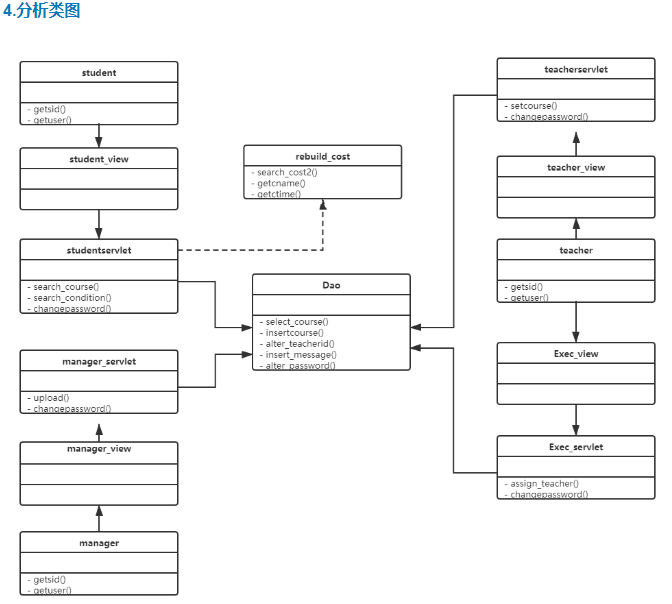 4.分析类图
student
- getsid()
- getuser()
student_view
studentservlet
- search_course()
- search_condition()
- changepassword()
manager_servlet
- upload()
- changepassword()
manager_view
manager
- getsid()
- getuser()
rebuild_cost
- search_cost2()
- getcname()
- getctime()
Dao
- select_course()
- insertcourse()
- alter_teacherid()
- insert_message()
- alter_password()
teacherservlet
- setcourse()
- changepassword()
teacher_view
teacher
- getsid()
- getuser()
Exec_view
Exec_servlet
- assign_teacher()
- changepassword()